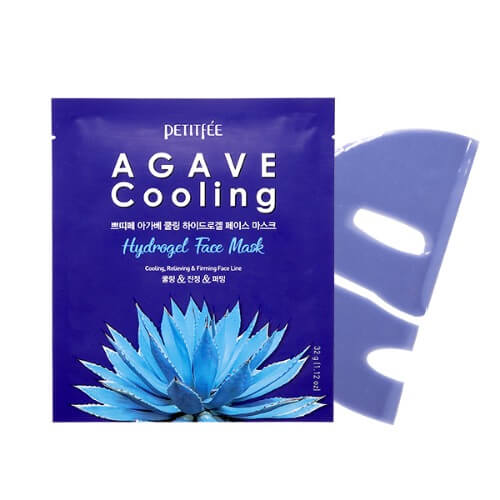 PETITFÉE
AGAVE
Cooling
쁘띠페 아가베 쿨링 하이드로겔 페이스 마스크
Hydrogel Face Mask
Cooling, Relieving & Firming Face Line
쿨링 & 진정 & 퍼밍
32 g (1.12 oz)